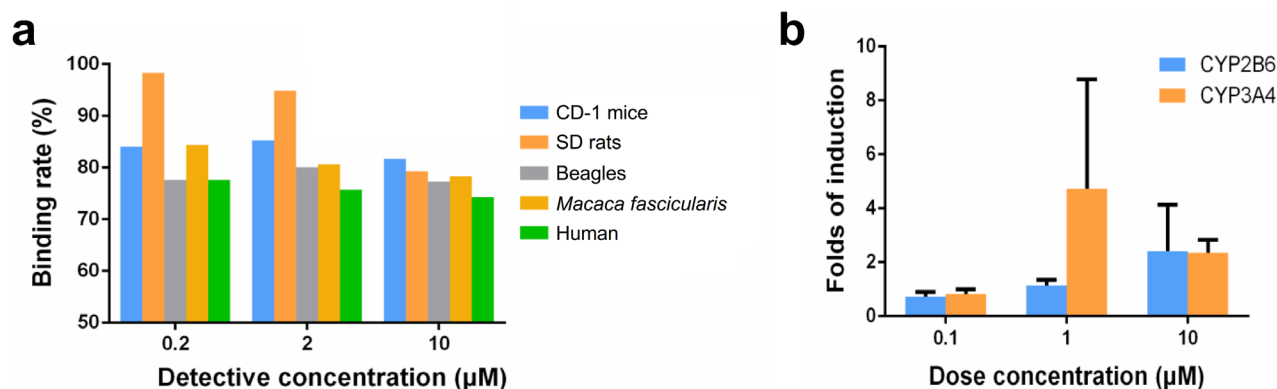 a
Binding rate (%)
100
90
80
70
60
50
0.2
2
10
Detective concentration (µM)
CD-1 mice
SD rats
Beagles
Macaca fascicularis
Human
b
Folds of induction
10
8
6
4
2
0
0.1
1
10
Dose concentration (µM)
CYP2B6
CYP3A4